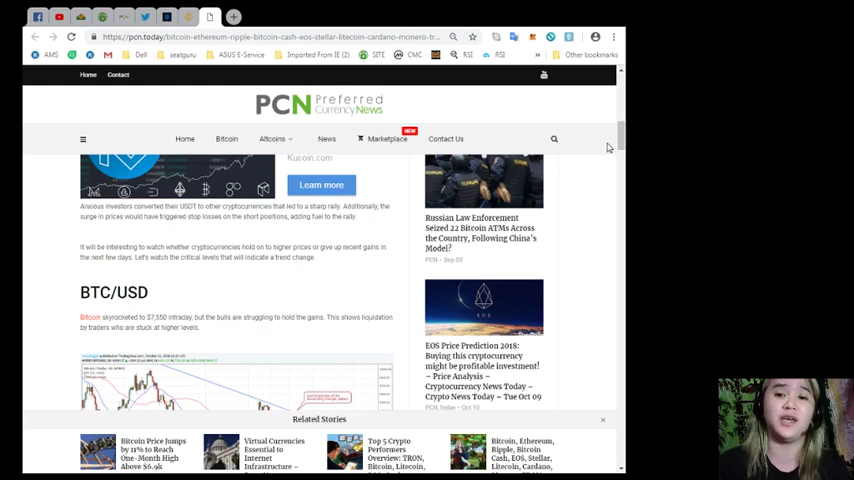 https://pcn.today/bitcoin-ethereum-ripple-bitcoin-cash-eos-stellar-litecoin-cardano-monero-tr...
AMS
Dell
seatguru
ASUS E-Service
Imported From IE (2)
SITE
CMC
RSI
RSI
»
Other bookmarks
Home Contact
PCN Preferred
Currency News
Home Bitcoin Altcoins News Marketplace Contact Us
NEW
Kucoin.com
Learn more
Anxious investors converted their USDT to other cryptocurrencies that led to a sharp rally. Additionally, the
surge in prices would have triggered stop losses on the short positions, adding fuel to the rally.
It will be interesting to watch whether cryptocurrencies hold on to higher prices or give up recent gains in
the next few days. Let's watch the critical levels that will indicate a trend change.
BTC/USD
Bitcoin skyrocketed to $7,550 intraday, but the bulls are struggling to hold the gains. This shows liquidation
by traders who are stuck at higher levels.
Russian Law Enforcement
Seized 22 Bitcoin ATMs Across
the Country, Following China's
Model?
PCN - Sep 03
EOS
EOS Price Prediction 2018:
Buying this cryptocurrency
might be profitable investment!
– Price Analysis –
Cryptocurrency News Today –
Crypto News Today – Tue Oct 09
PCN.Today - Oct 10
Related Stories
×
Bitcoin Price Jumps
by 11% to Reach
One-Month High
Above $6.9k
Virtual Currencies
Essential to
Internet
Infrastructure –
Top 5 Crypto
Performers
Overview: TRON,
Bitcoin, Litecoin,
Bitcoin, Ethereum,
Ripple, Bitcoin
Cash, EOS, Stellar,
Litecoin, Cardano,